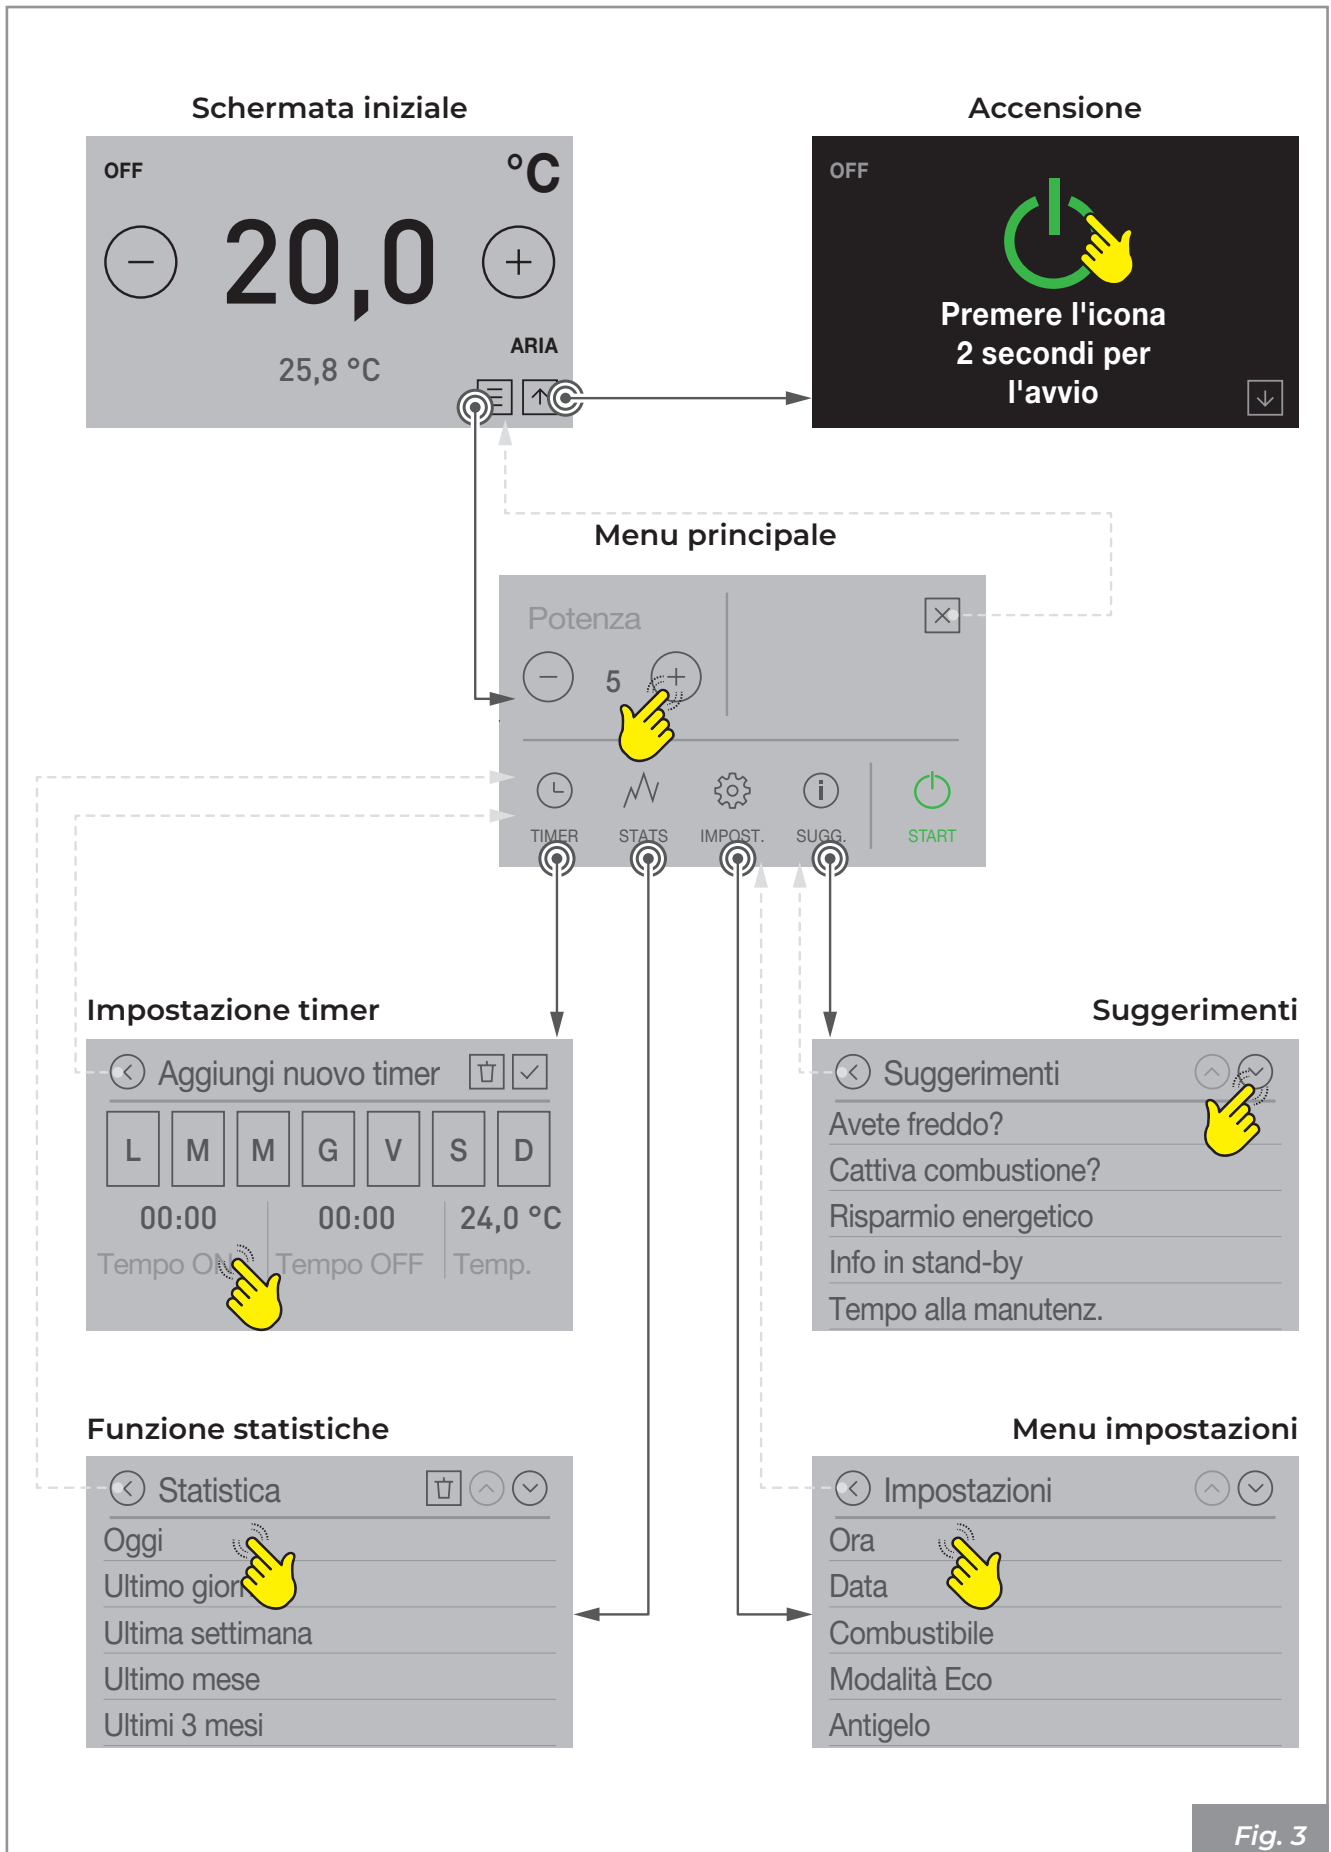 Schermata iniziale
OFF
°C
20,0
ARIA
25,8 °C
Accensione
OFF
Premere l'icona
2 secondi per
l'avvio
Menu principale
Potenza
5
TIMER STATS IMPOST. SUGG. START
Impostazione timer
Aggiungi nuovo timer
L M M G V S D
00:00 00:00 24,0 °C
Tempo ON Tempo OFF Temp.
Suggerimenti
Suggerimenti
Avete freddo?
Cattiva combustione?
Risparmio energetico
Info in stand-by
Tempo alla manutenz.
Funzione statistiche
Statistica
Oggi
Ultimo
Ultima settimana
Ultimo mese
Ultimi 3 mesi
Menu impostazioni
Impostazioni
Ora
Data
Combustibile
Modalità Eco
Antigelo
Fig. 3